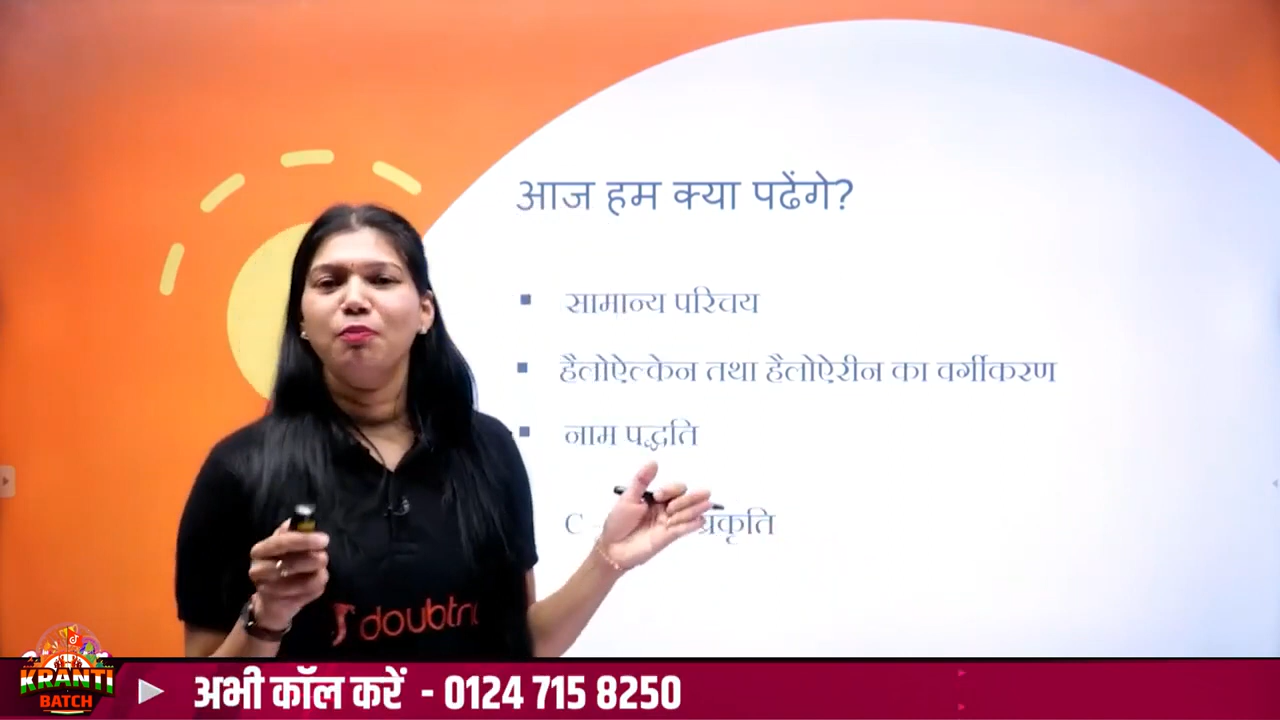 आज हम क्या पढेंगे?
▪ सामान्य परिचय
▪ हैलोऐल्केन तथा हैलोऐरीन का वर्गीकरण
▪ नाम पद्धति
C - प्रकृति
doubtn
KRANTI
BATCH
अभी कॉल करें - 0124 715 8250